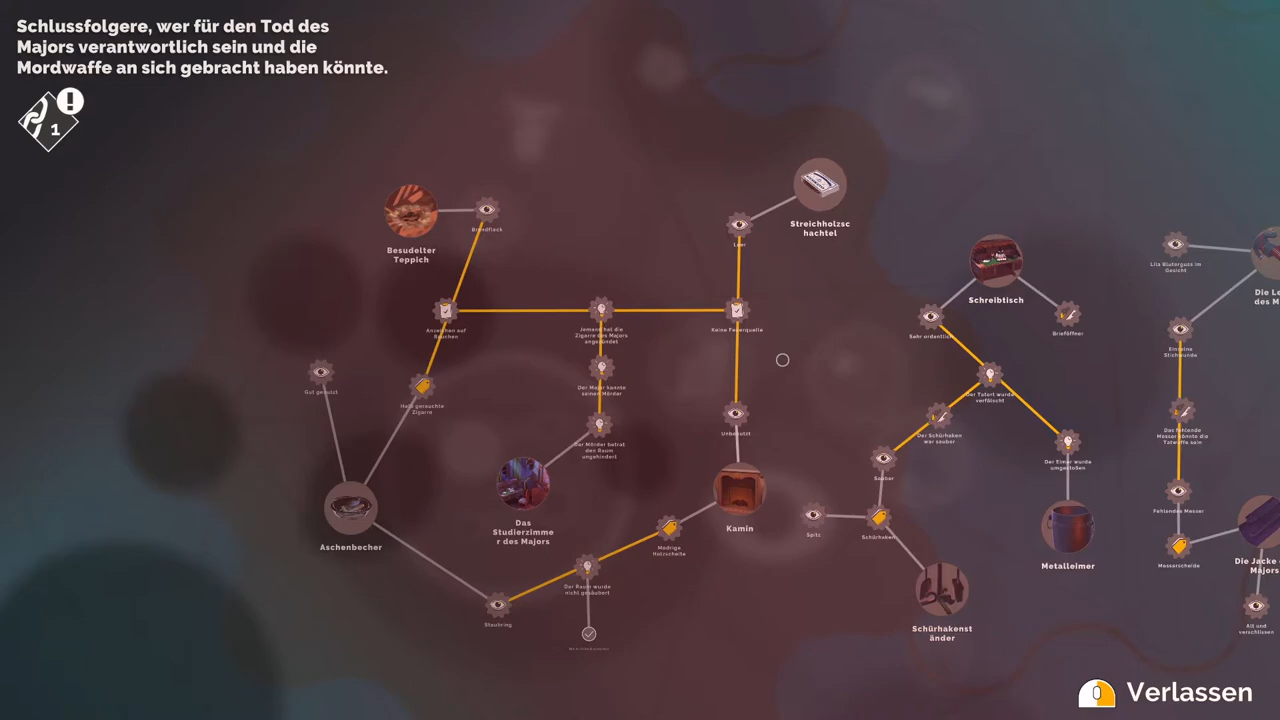 Schlussfolgere, wer für den Tod des
Majors verantwortlich sein und die
Mordwaffe an sich gebracht haben könnte.
1
Besudelter
Teppich
Brandfleck
Streichholzsc
hachtel
Leer
Schreibtisch
Sehr ordentlich
Brieföffner
Lila Bluterguss im
Gesicht
Die Le
Einzelne
Stichwunde
Anzeichen auf
Rauchen
Jemand hat die
Zigarre des Majors
angezündet
Keine Feuerquelle
Gut genutzt
Halb gerauchte
Zigarre
Der Major kannte
seinen Mörder
Der Mörder betrat
den Raum
ungehindert
Unbenutzt
Der Tatort wurde
verfälscht
Der Schürhaken
war sauber
Das fehlende
Messer könnte die
Tatwaffe sein
Der Eimer wurde
umgestoßen
Sauber
Aschenbecher
Das
Studierzimme
r des Majors
Kamin
Spitz
Schürhaken
Fehlendes Messer
Modrige
Holzscheite
Metalleimer
Messerscheide
Die Jacke
Majors
Der Raum wurde
nicht gesäubert
Staubring
Schürhakenst
änder
Alt und
verschlissen
Verlassen